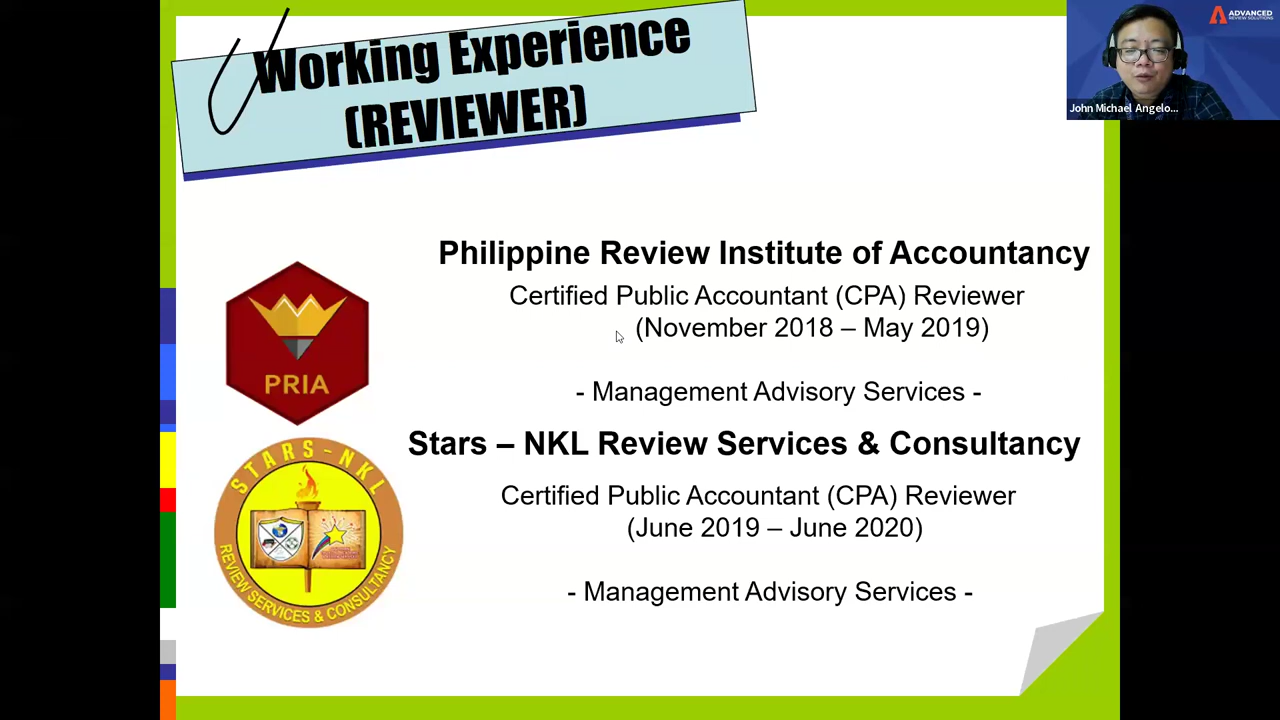 Working Experience
(REVIEWER)
ADVANCED
REVIEW SOLUTIONS
John Michael Angelo...
Philippine Review Institute of Accountancy
Certified Public Accountant (CPA) Reviewer
(November 2018 – May 2019)
- Management Advisory Services -
PRIA
Stars – NKL Review Services & Consultancy
Certified Public Accountant (CPA) Reviewer
(June 2019 – June 2020)
- Management Advisory Services -
STARS-NKL
REVIEW SERVICES & CONSULTANCY